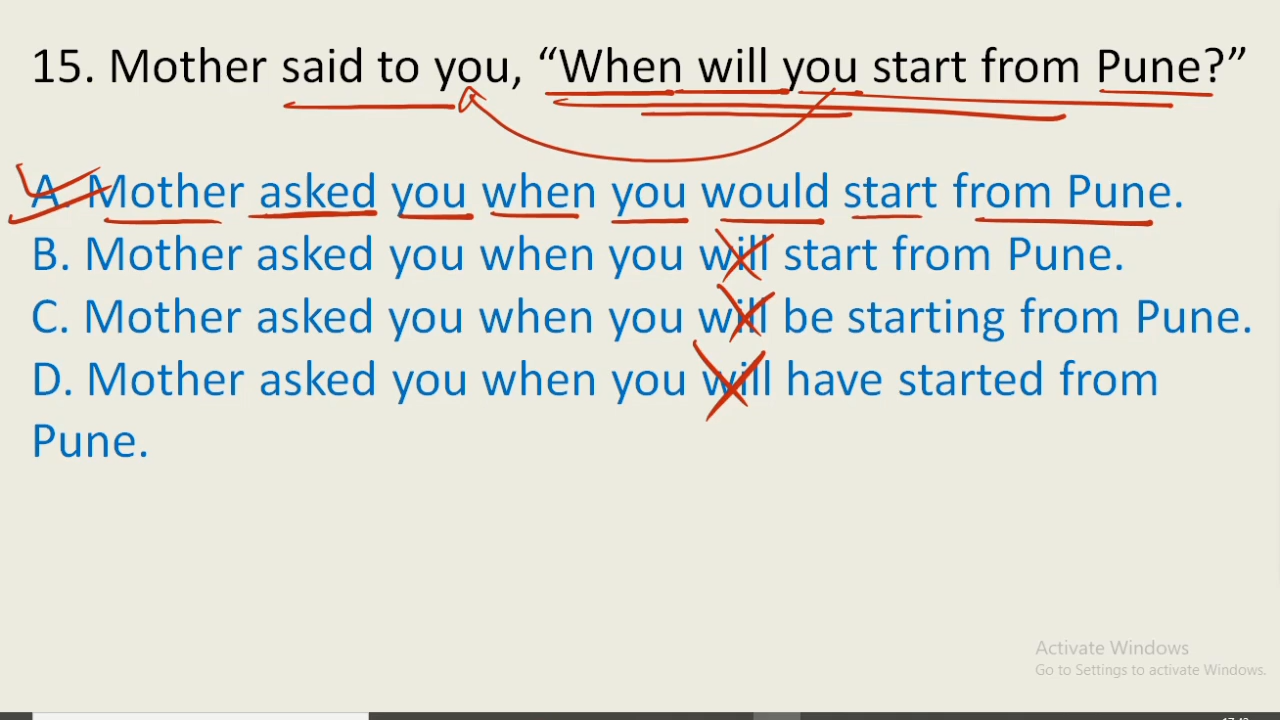 15. Mother said to you, “When will you start from Pune?”
A. Mother asked you when you would start from Pune.
B. Mother asked you when you will start from Pune.
C. Mother asked you when you will be starting from Pune.
D. Mother asked you when you will have started from
Pune.
Activate Windows
Go to Settings to activate Windows.